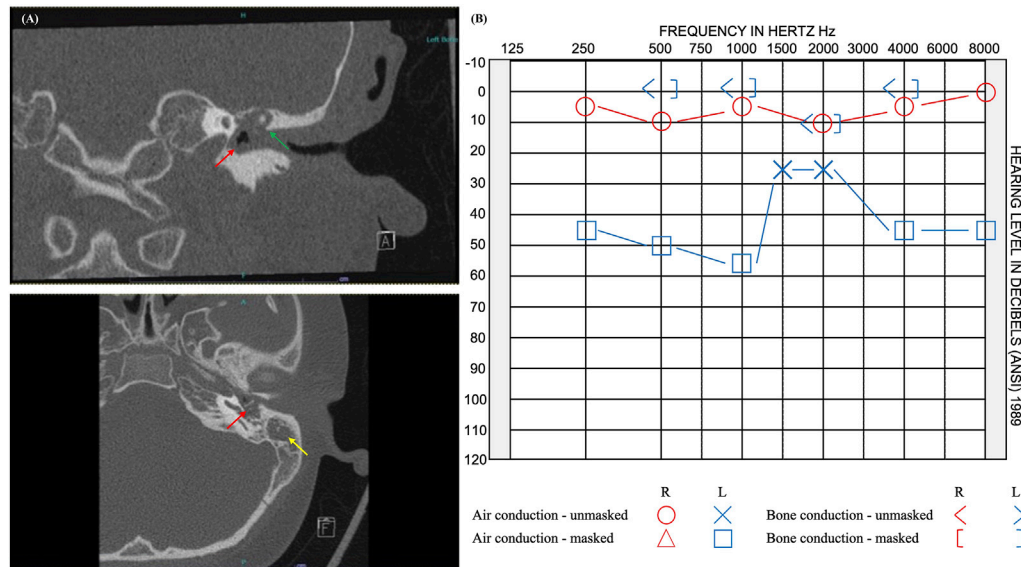 (A)
H
Left Bone
A
F
A
F
(B)
FREQUENCY IN HERTZ Hz
125 250 500 750 1000 1500 2000 3000 4000 6000 8000
-10
0
10
20
30
40
50
60
70
80
90
100
110
120
HEARING LEVEL IN DECIBELS (ANSI) 1989
R L R L
Air conduction - unmasked Bone conduction - unmasked
Air conduction - masked Bone conduction - masked